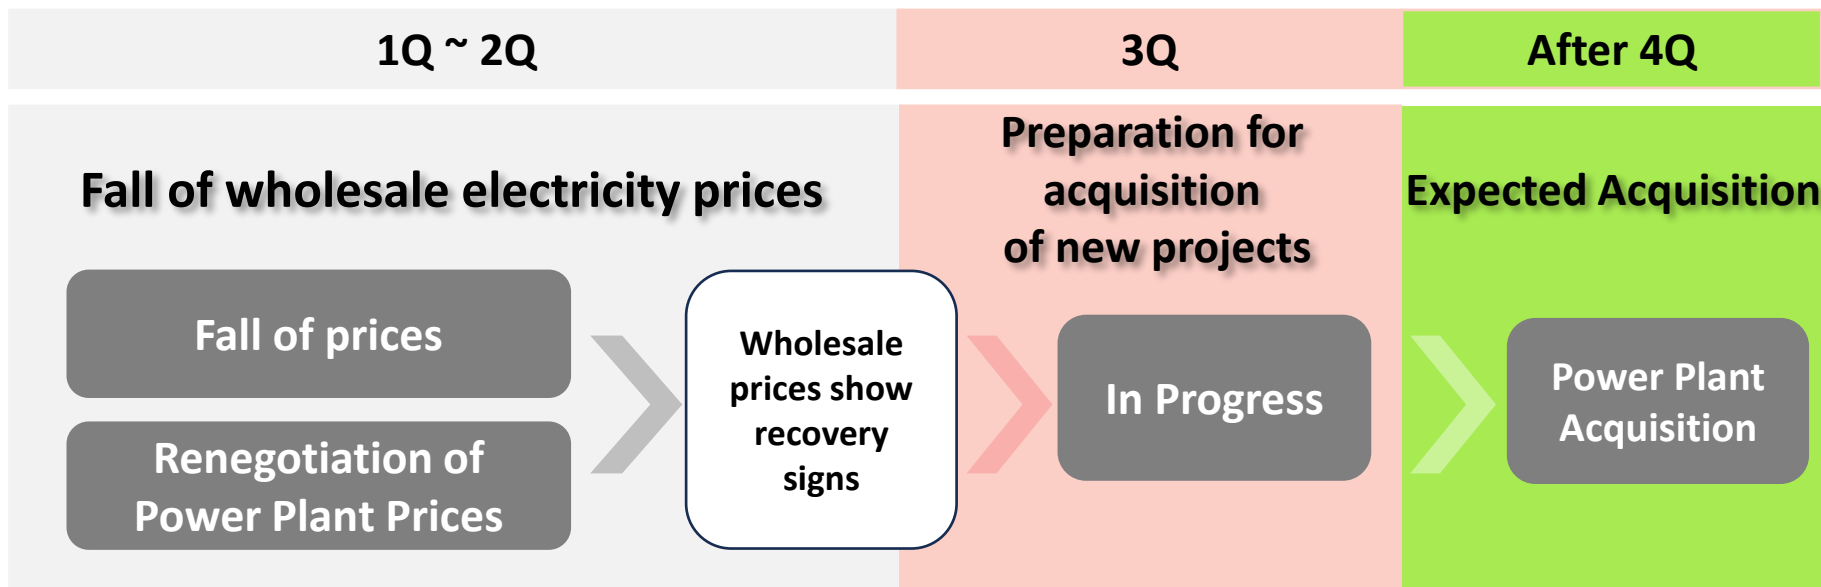 1Q ~ 2Q
3Q
After 4Q
Fall of wholesale electricity prices
Preparation for
acquisition
of new projects
Expected Acquisition
Fall of prices
Renegotiation of
Power Plant Prices
Wholesale
prices show
recovery
signs
In Progress
Power Plant
Acquisition